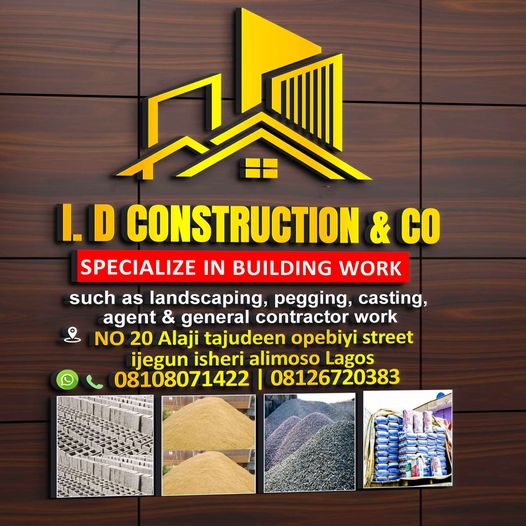 I. D CONSTRUCTION & CO
SPECIALIZE IN BUILDING WORK
such as landscaping, pegging, casting,
agent & general contractor work
NO 20 Alaji tajudeen opebiyi street
ijegun isheri alimoso Lagos
08108071422 | 08126720383